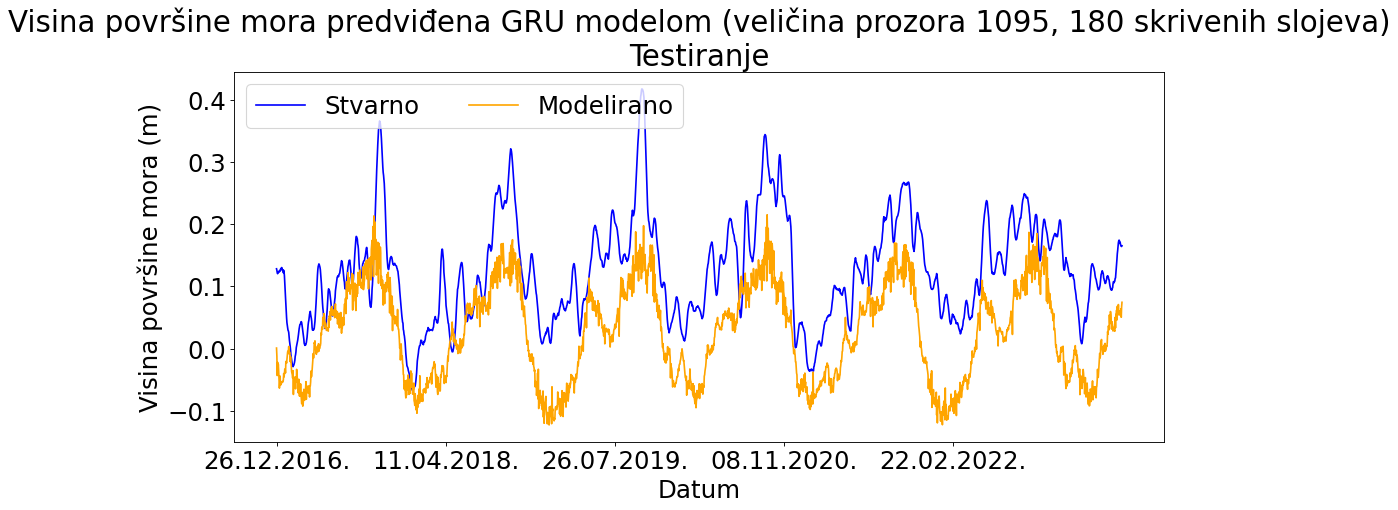 Visina površine mora predviđena GRU modelom (veličina prozora 1095, 180 skrivenih slojeva)
Testiranje
Stvarno
Modelirano
Visina površine mora (m)
0.4
0.3
0.2
0.1
0.0
−0.1
26.12.2016.
11.04.2018.
26.07.2019.
08.11.2020.
22.02.2022.
Datum